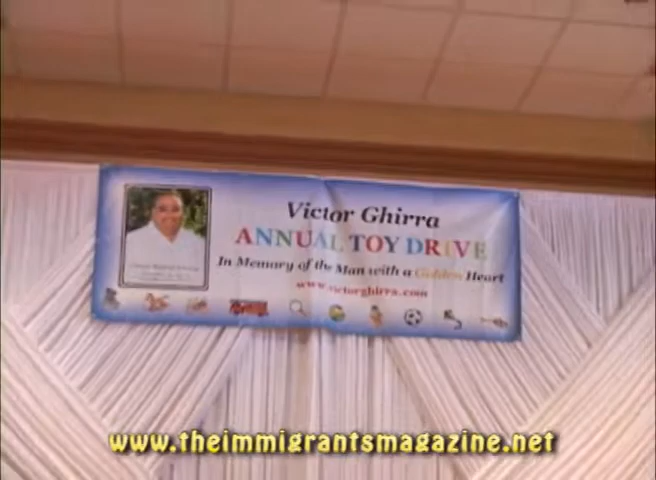 Victor Ghirra
ANNUAL TOY DRIVE
In Memory of the Man with a Golden Heart
www.victorghirra.com
www.theimmigrantsmagazine.net